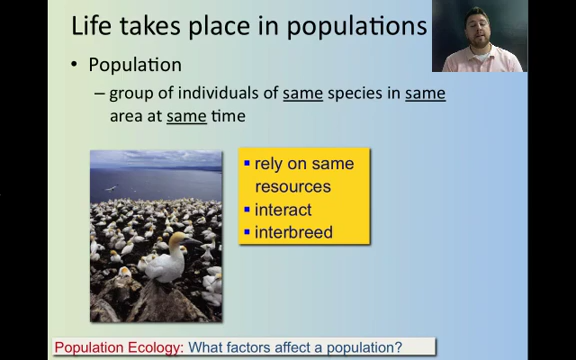 Life takes place in populations
• Population
– group of individuals of same species in same
area at same time
▪ rely on same
resources
▪ interact
▪ interbreed
Population Ecology: What factors affect a population?